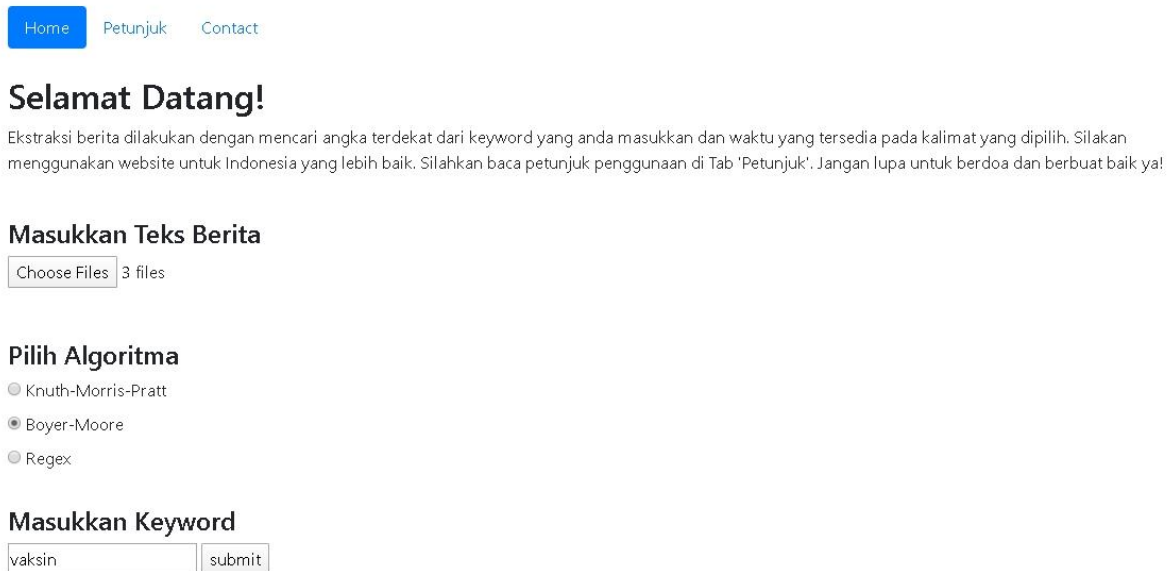 Home Petunjuk Contact
Selamat Datang!
Ekstraksi berita dilakukan dengan mencari angka terdekat dari keyword yang anda masukkan dan waktu yang tersedia pada kalimat yang dipilih. Silakan
menggunakan website untuk Indonesia yang lebih baik. Silahkan baca petunjuk penggunaan di Tab 'Petunjuk'. Jangan lupa untuk berdoa dan berbuat baik ya!
Masukkan Teks Berita
Choose Files 3 files
Pilih Algoritma
Knuth-Morris-Pratt
Boyer-Moore
Regex
Masukkan Keyword
vaksin submit